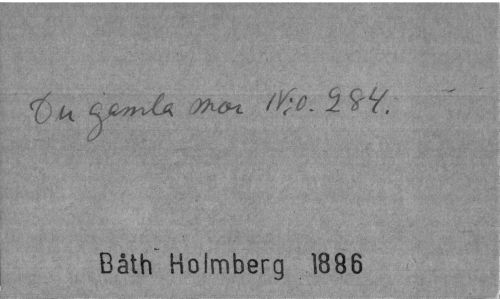 Du gamla mor N:o. 284.
Båth Holmberg 1886